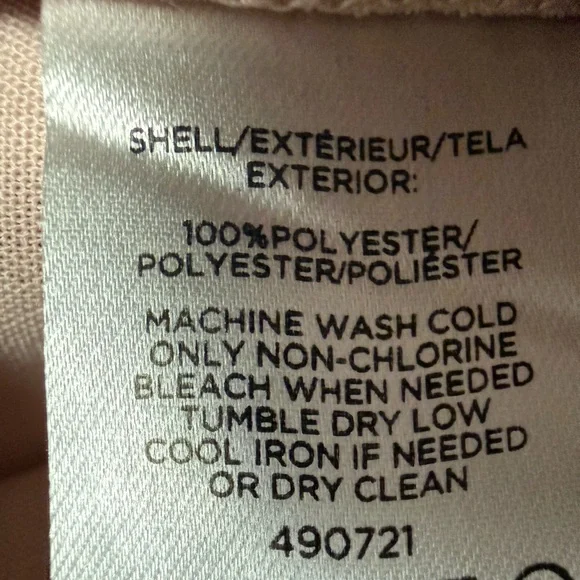 SHELL/EXTÉRIEUR/TELA
EXTERIOR:
100%POLYESTER/
POLYESTER/POLIÉSTER
MACHINE WASH COLD
ONLY NON-CHLORINE
BLEACH WHEN NEEDED
TUMBLE DRY LOW
COOL IRON IF NEEDED
OR DRY CLEAN
490721